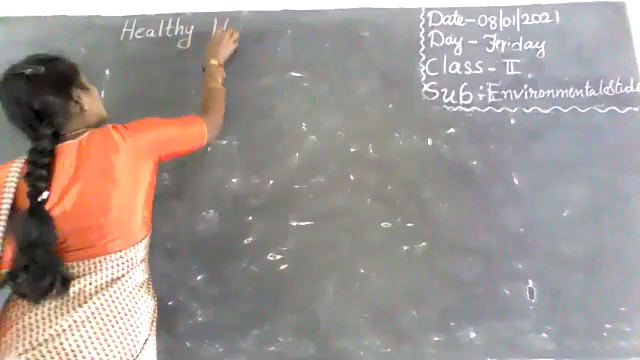 Healthy H
Date-08/01/2021
Day - Friday
Class - II
Sub:-Environmental Stud